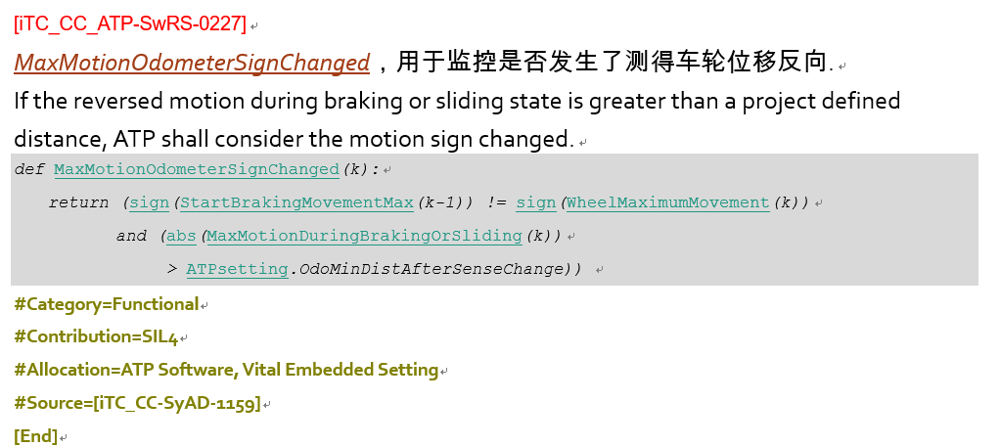 [iTC_CC_ATP-SwRS-0227]
MaxMotionOdometerSignChanged，用于监控是否发生了测得车轮位移反向.
If the reversed motion during braking or sliding state is greater than a project defined
distance, ATP shall consider the motion sign changed.
def MaxMotionOdometerSignChanged(k):
return (sign(StartBrakingMovementMax(k-1)) != sign(WheelMaximumMovement(k))
and (abs(MaxMotionDuringBrakingOrSliding(k))
> ATPsetting.OdoMinDistAfterSenseChange))
#Category=Functional
#Contribution=SIL4
#Allocation=ATP Software, Vital Embedded Setting
#Source=[iTC_CC-SyAD-1159]
[End]